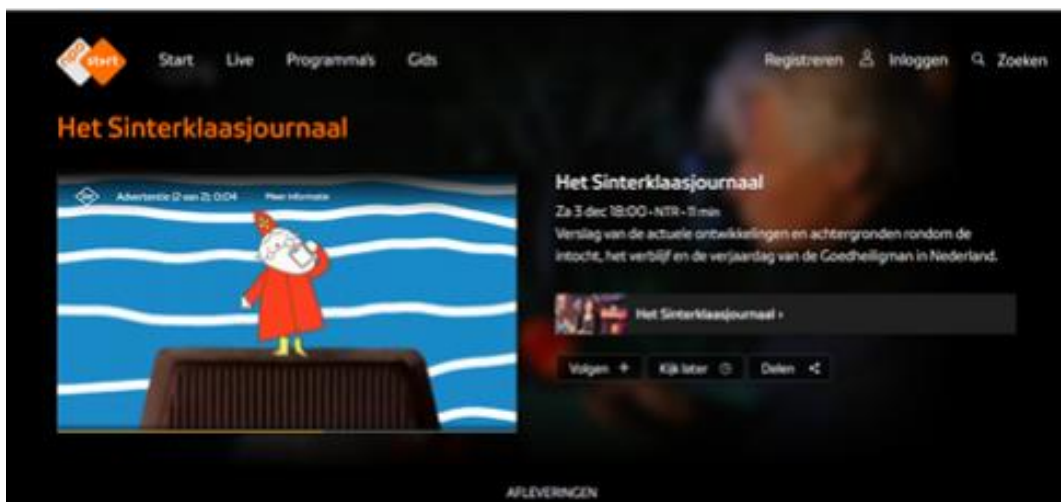 npo start
Start Live Programma's Gids
Registreren Inloggen Zoeken
Het Sinterklaasjournaal
Advertentie (2 van 2): 0:04 Meer informatie
Het Sinterklaasjournaal
Za 3 dec 18:00 • NTR • 11 min
Verslag van de actuele ontwikkelingen en achtergronden rondom de
intocht, het verblijf en de verjaardag van de Goedheiligman in Nederland.
Het Sinterklaasjournaal ›
Volgen + Kijk later Delen
AFLEVERINGEN